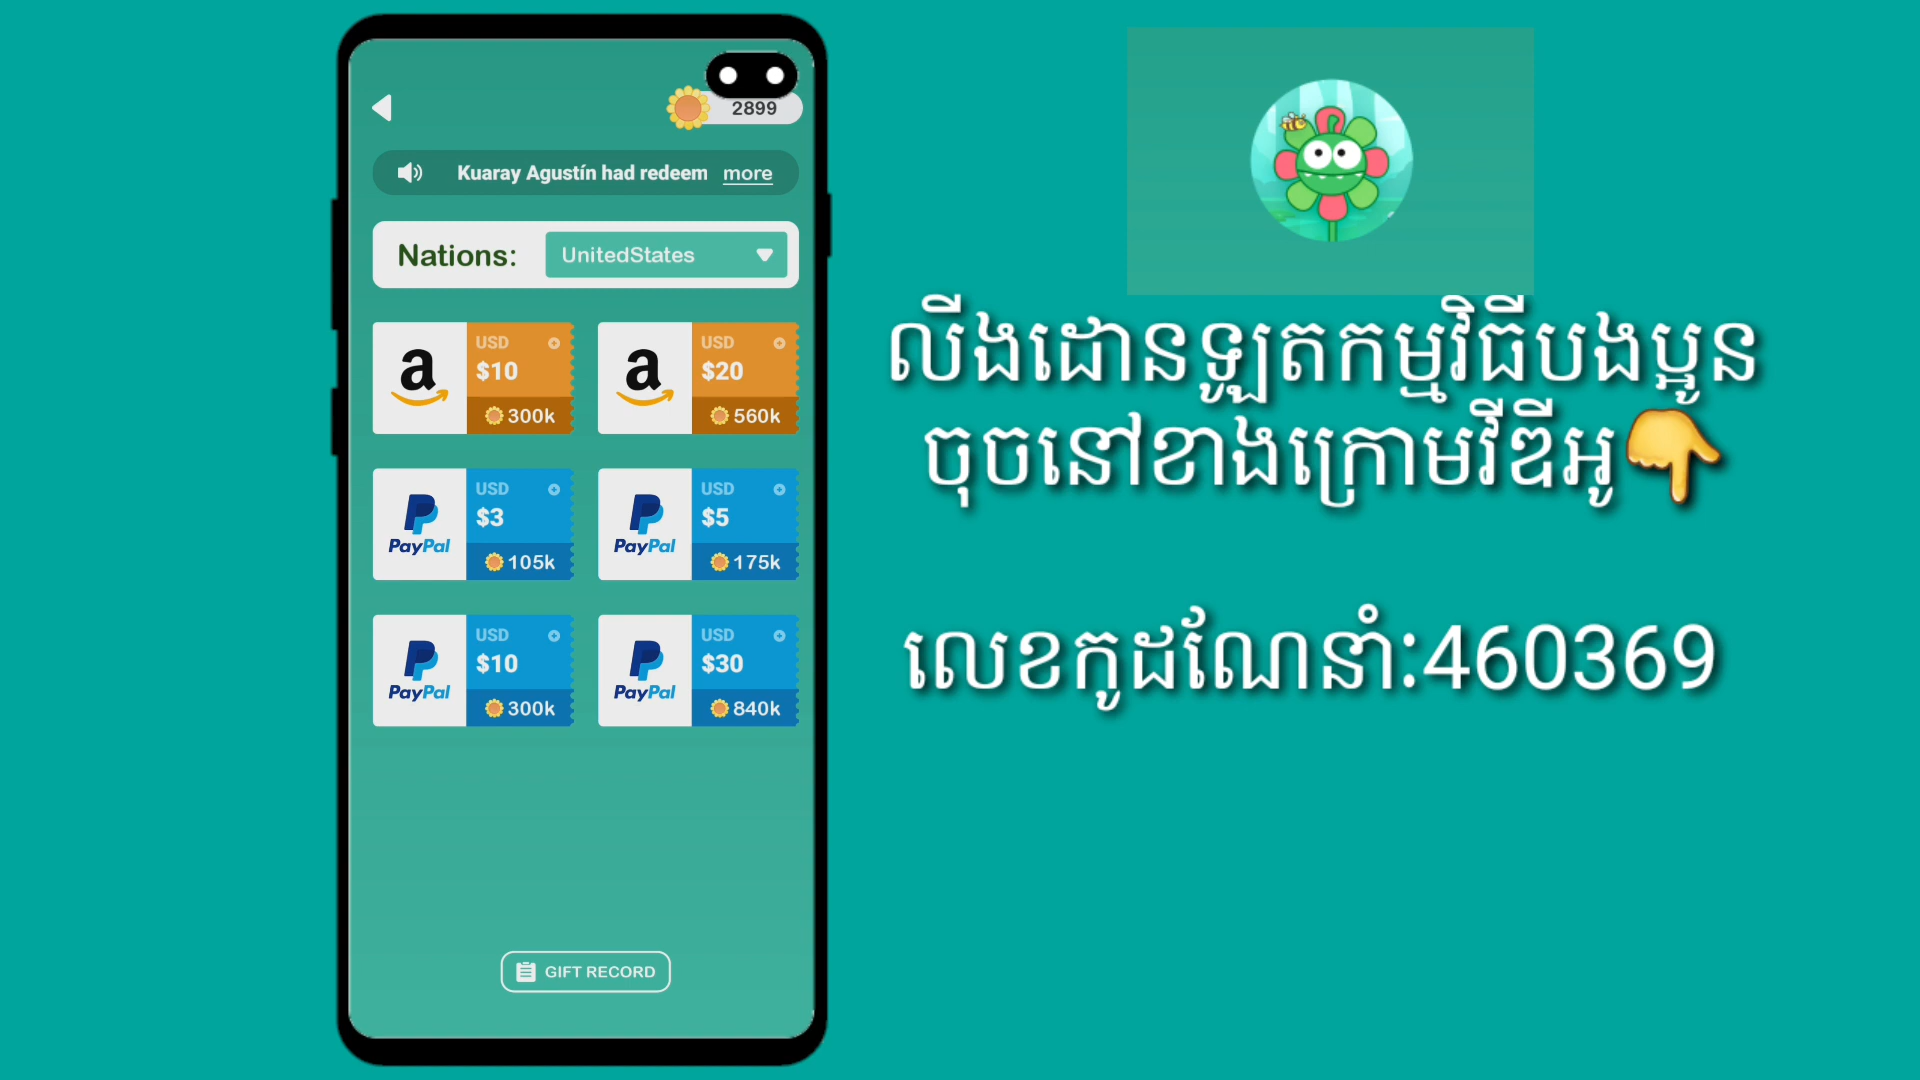 2899
Kuaray Agustín had redeem more
Nations: UnitedStates
a USD $10 300k
a USD $20 560k
PayPal USD $3 105k
PayPal USD $5 175k
PayPal USD $10 300k
PayPal USD $30 840k
GIFT RECORD
លីងដោនឡូតកម្មវិធីបងប្អូន
ចុចនៅខាងក្រោមវីឌីអូ👇
លេខកូដណែនាំ:460369